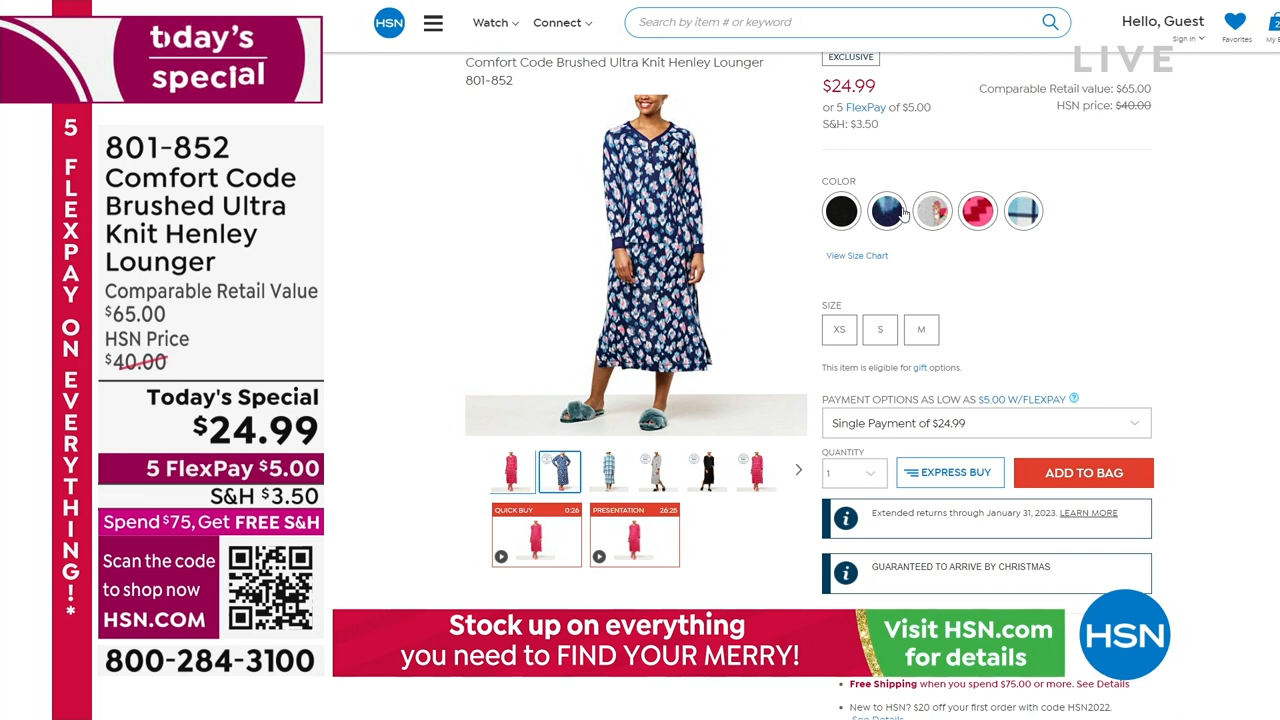 today's
special
5 FLEXPAY ON EVERYTHING!*
801-852
Comfort Code
Brushed Ultra
Knit Henley
Lounger
Comparable Retail Value
$65.00
HSN Price
$40.00
Today's Special
$24.99
5 FlexPay $5.00
S&H $3.50
Spend $75, Get FREE S&H
Scan the code
to shop now
HSN.COM
800-284-3100
HSN
Watch
Connect
Search by item # or keyword
Hello, Guest
Sign In
Favorites
My B
2
LIVE
Comfort Code Brushed Ultra Knit Henley Lounger
801-852
EXCLUSIVE
$24.99
or 5 FlexPay of $5.00
S&H: $3.50
Comparable Retail value: $65.00
HSN price: $40.00
COLOR
View Size Chart
SIZE
XS S M
This item is eligible for gift options.
PAYMENT OPTIONS AS LOW AS $5.00 W/FLEXPAY ?
Single Payment of $24.99
QUANTITY
1
EXPRESS BUY
ADD TO BAG
QUICK BUY 0:26
PRESENTATION 26:25
i
Extended returns through January 31, 2023. LEARN MORE
i
GUARANTEED TO ARRIVE BY CHRISTMAS
Stock up on everything
you need to FIND YOUR MERRY!
Visit HSN.com
for details
HSN
• Free Shipping when you spend $75.00 or more. See Details
• New to HSN? $20 off your first order with code HSN2022.
See Details